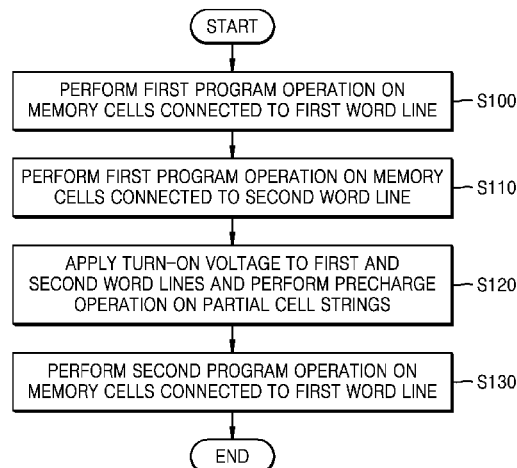 START
PERFORM FIRST PROGRAM OPERATION ON
MEMORY CELLS CONNECTED TO FIRST WORD LINE
S100
PERFORM FIRST PROGRAM OPERATION ON MEMORY
CELLS CONNECTED TO SECOND WORD LINE
S110
APPLY TURN-ON VOLTAGE TO FIRST AND
SECOND WORD LINES AND PERFORM PRECHARGE
OPERATION ON PARTIAL CELL STRINGS
S120
PERFORM SECOND PROGRAM OPERATION ON
MEMORY CELLS CONNECTED TO FIRST WORD LINE
S130
END